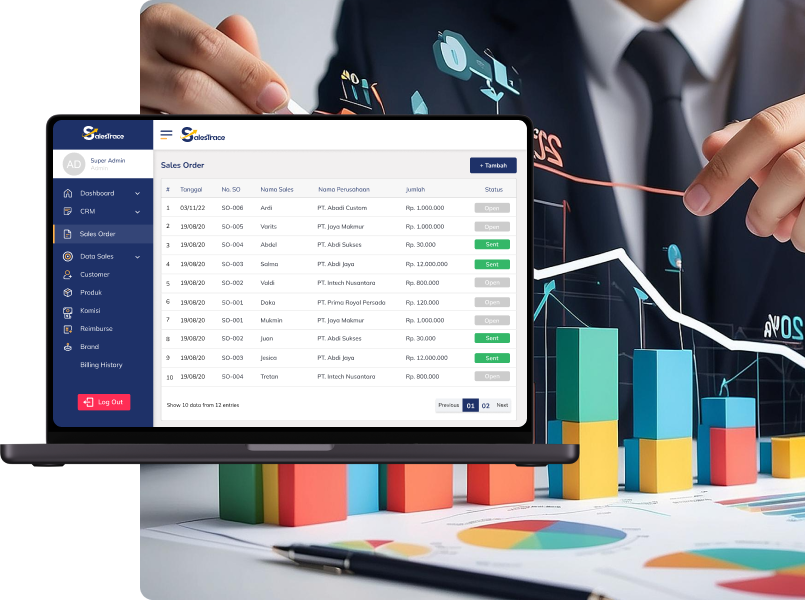 SalesTrace
SalesTrace
AD
Super Admin
Admin
Sales Order
+ Tambah
Dashboard
CRM
Sales Order
Data Sales
Customer
Produk
Komisi
Reimburse
Brand
Billing History
Log Out
# Tanggal No. SO Nama Sales Nama Perusahaan Jumlah Status
1 03/11/22 SO-006 Ardi PT. Abadi Custom Rp. 1.000.000 Open
2 19/08/20 SO-005 Varits PT. Jaya Makmur Rp. 1.000.000 Open
3 19/08/20 SO-004 Abdel PT. Abdi Sukses Rp. 30.000 Sent
4 19/08/20 SO-003 Salma PT. Abdi Jaya Rp. 12.000.000 Sent
5 19/08/20 SO-002 Valdi PT. Intech Nusantara Rp. 800.000 Open
6 19/08/20 SO-001 Daka PT. Prima Royal Persada Rp. 120.000 Open
7 19/08/20 SO-001 Mukmin PT. Jaya Makmur Rp. 1.000.000 Open
8 19/08/20 SO-002 Juan PT. Abdi Sukses Rp. 30.000 Sent
9 19/08/20 SO-003 Jesica PT. Abdi Jaya Rp. 12.000.000 Sent
10 19/08/20 SO-004 Tretan PT. Intech Nusantara Rp. 800.000 Open
Show 10 data from 12 entries
Previous 01 02 Next